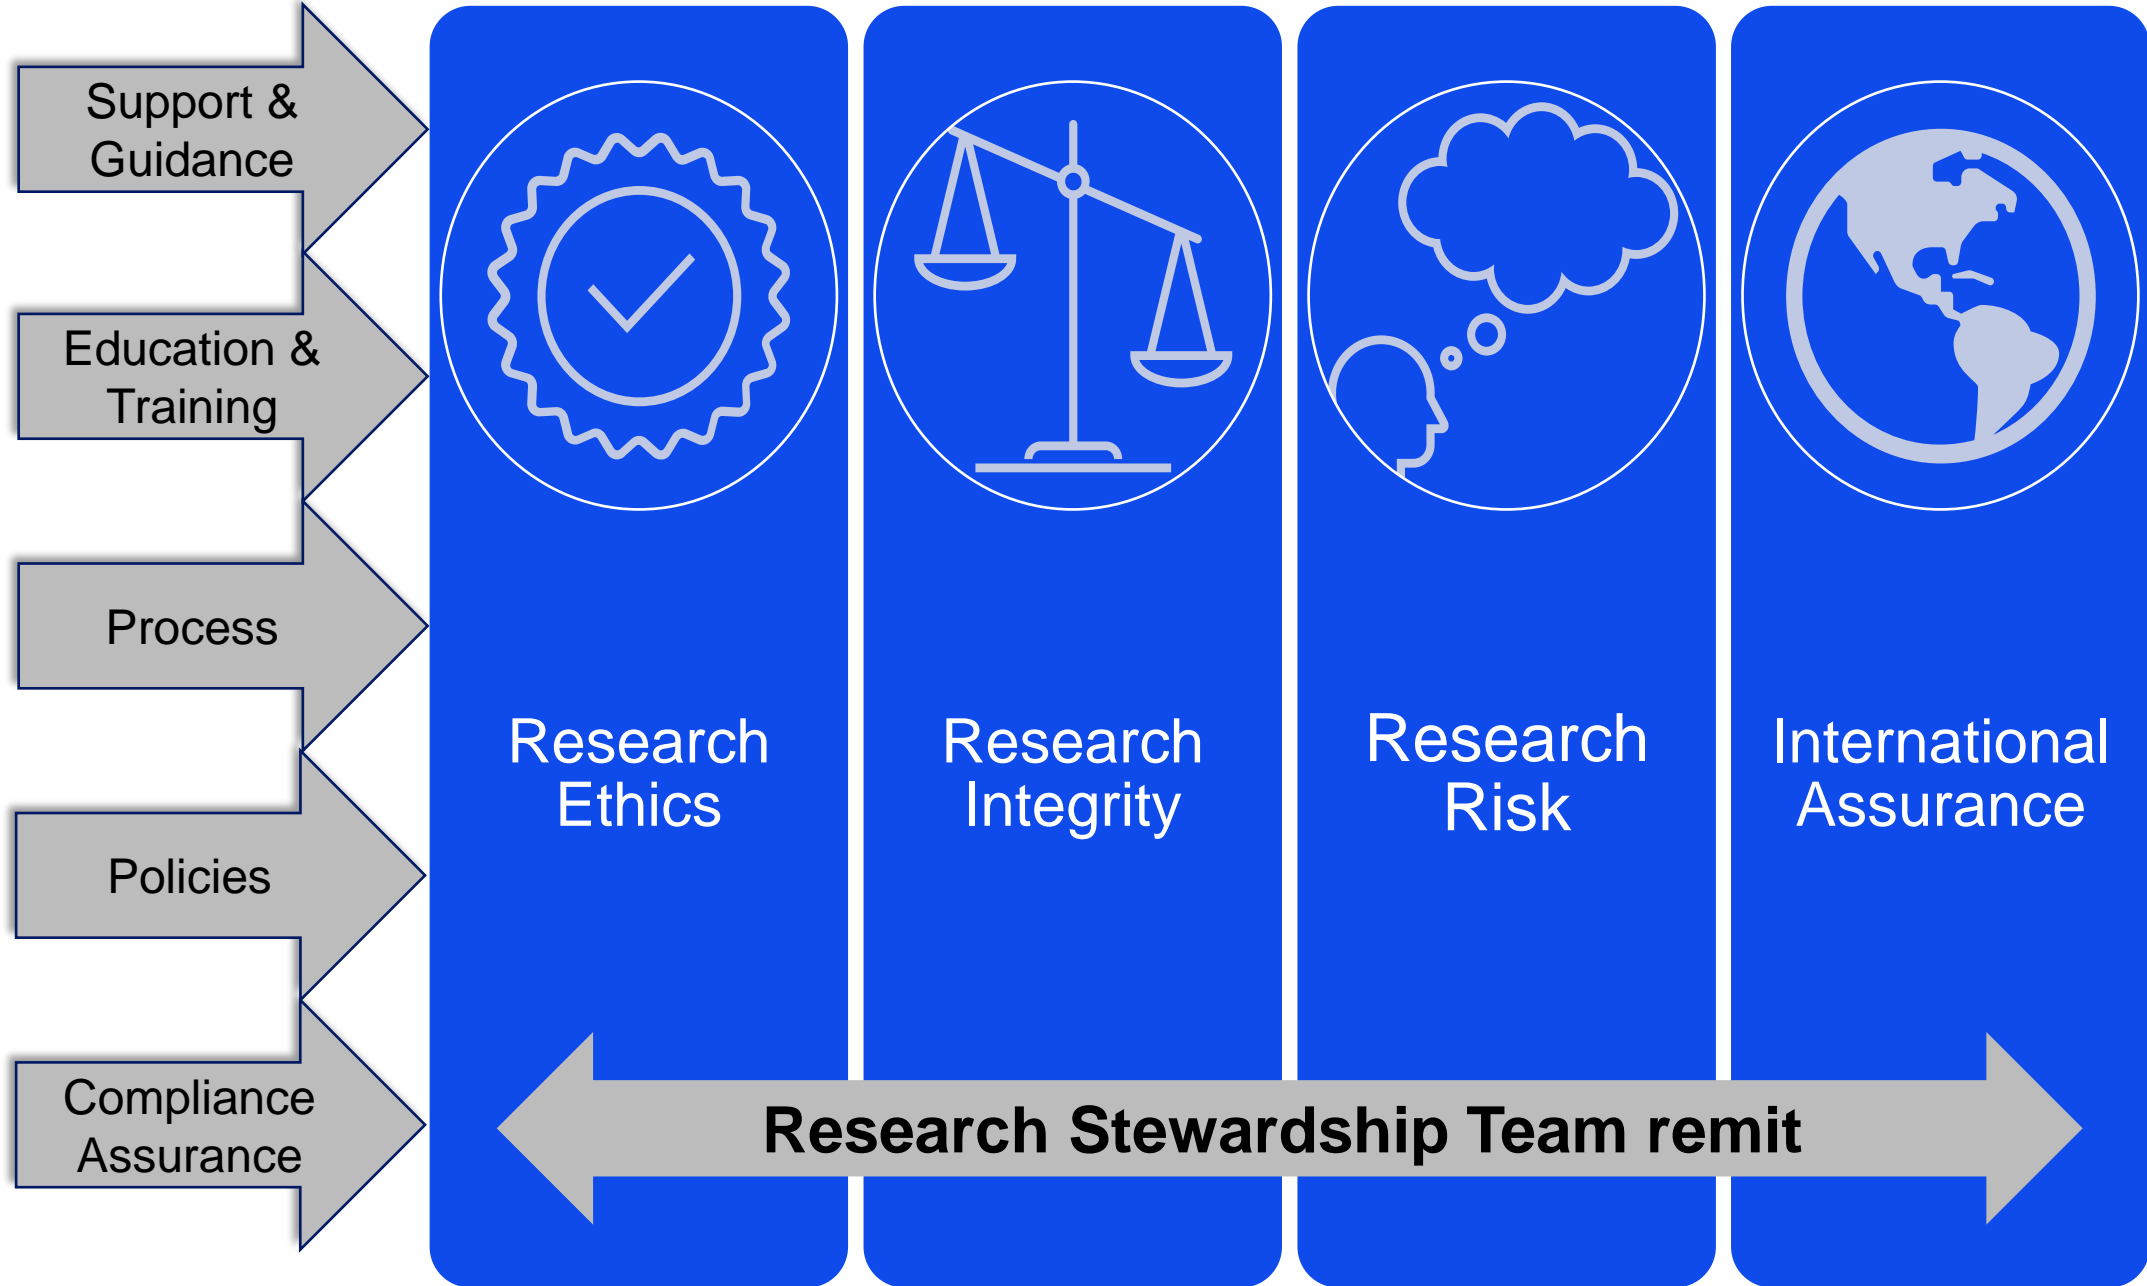 Support &
Guidance
Education &
Training
Process
Policies
Compliance
Assurance
Research
Ethics
Research
Integrity
Research
Risk
International
Assurance
Research Stewardship Team remit